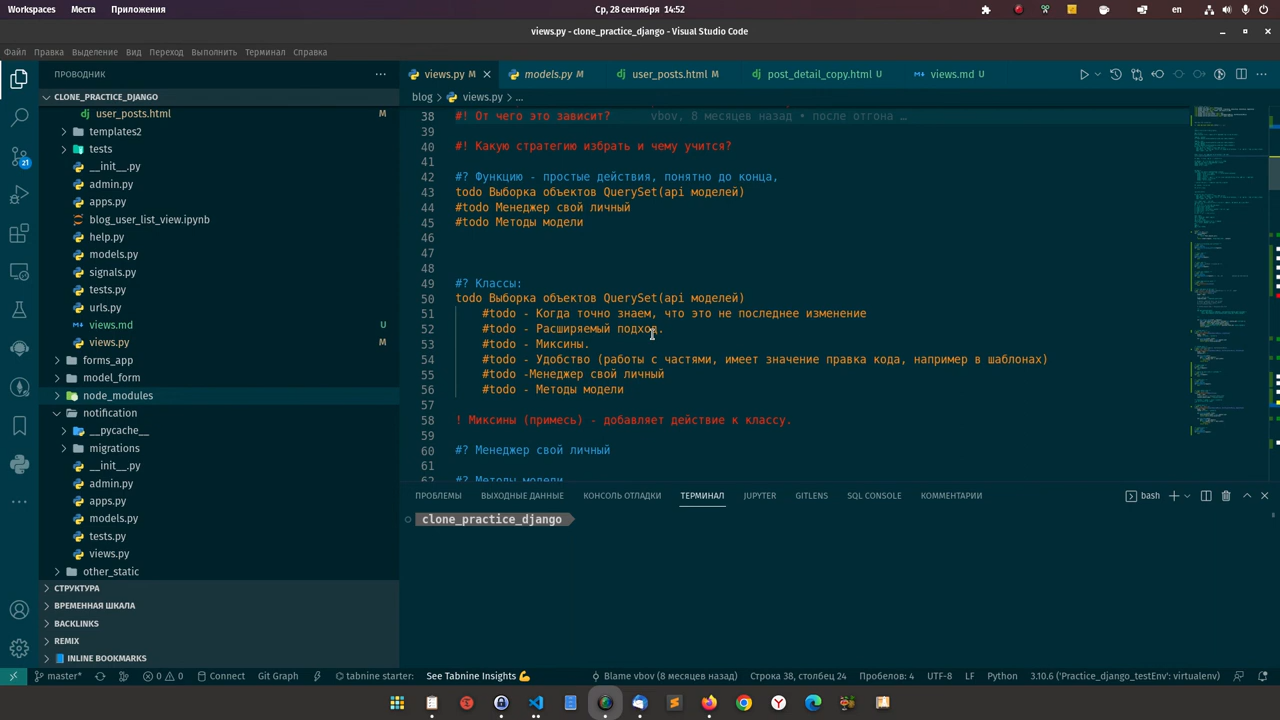 Workspaces Места Приложения Ср, 28 сентября 14:52 en
views.py - clone_practice_django - Visual Studio Code
Файл Правка Выделение Вид Переход Выполнить Терминал Справка
ПРОВОДНИК
views.py M
models.py M
user_posts.html M
post_detail_copy.html U
views.md U
CLONE_PRACTICE_DJANGO
blog > views.py > ...
user_posts.html M
templates2
tests
__init__.py
admin.py
apps.py
blog_user_list_view.ipynb
help.py
models.py
signals.py
tests.py
urls.py
views.md U
views.py M
forms_app
model_form
node_modules
notification
__pycache__
migrations
__init__.py
admin.py
apps.py
models.py
tests.py
views.py
other_static
СТРУКТУРА
ВРЕМЕННАЯ ШКАЛА
BACKLINKS
REMIX
INLINE BOOKMARKS
21
38 #! От чего это зависит? vbov, 8 месяцев назад • после отгона …
39
40 #! Какую стратегию избрать и чему учится?
41
42 #? Функцию - простые действия, понятно до конца,
43 todo Выборка объектов QuerySet(api моделей)
44 #todo Менеджер свой личный
45 #todo Методы модели
46
47
48
49 #? Классы:
50 todo Выборка объектов QuerySet(api моделей)
51 #todo - Когда точно знаем, что это не последнее изменение
52 #todo - Расширяемый подход.
53 #todo - Миксины.
54 #todo - Удобство (работы с частями, имеет значение правка кода, например в шаблонах)
55 #todo -Менеджер свой личный
56 #todo - Методы модели
57
58 ! Миксины (примесь) - добавляет действие к классу.
59
60 #? Менеджер свой личный
61
62 #? Методы модели
ПРОБЛЕМЫ ВЫХОДНЫЕ ДАННЫЕ КОНСОЛЬ ОТЛАДКИ ТЕРМИНАЛ JUPYTER GITLENS SQL CONSOLE КОММЕНТАРИИ bash
clone_practice_django
master* 0 0 Connect Git Graph tabnine starter: See Tabnine Insights Blame vbov (8 месяцев назад) Строка 38, столбец 24 Пробелов: 4 UTF-8 LF Python 3.10.6 ('Practice_django_testEnv': virtualenv)